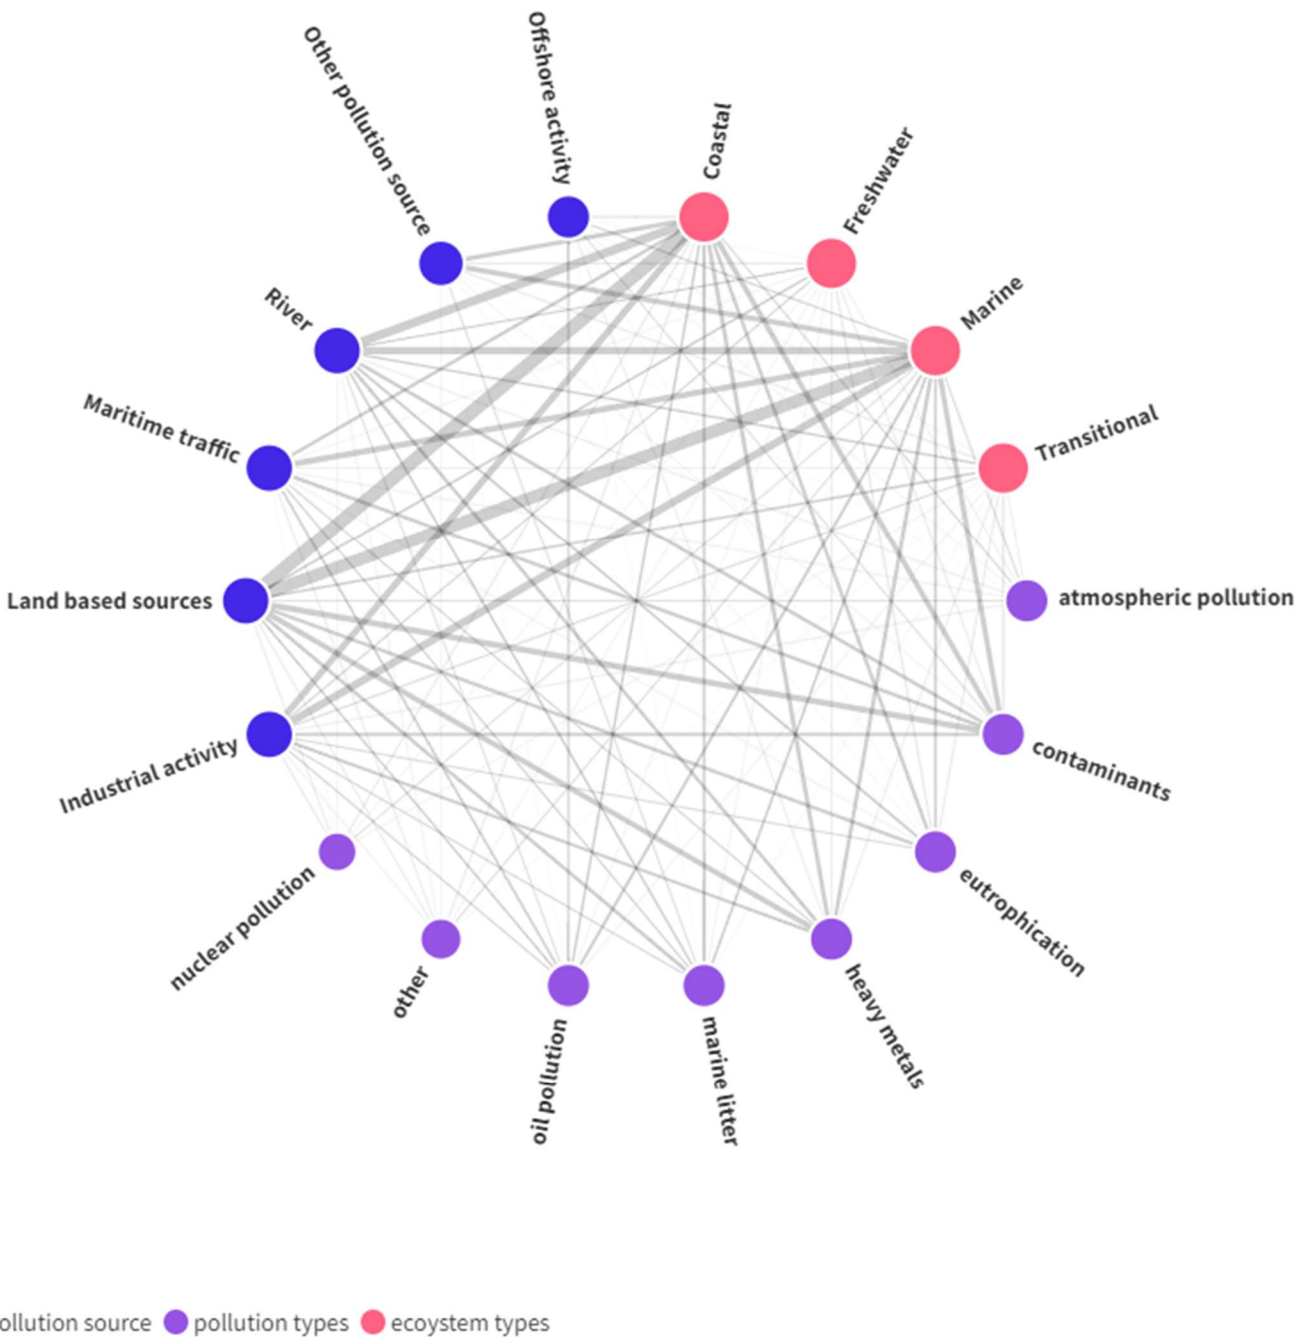 Offshore activity
Other pollution source
Coastal
Freshwater
River
Marine
Maritime traffic
Transitional
Land based sources
atmospheric pollution
Industrial activity
contaminants
nuclear pollution
eutrophication
other
heavy metals
oil pollution
marine litter
ollution source pollution types ecoystem types